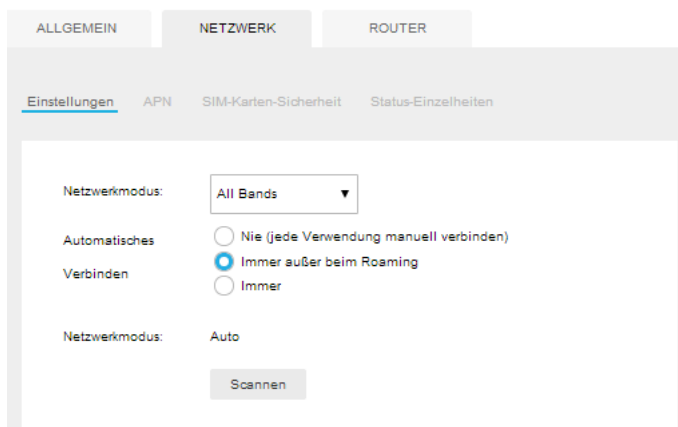 ALLGEMEIN NETZWERK ROUTER
Einstellungen APN SIM-Karten-Sicherheit Status-Einzelheiten
Netzwerkmodus: All Bands
Automatisches Verbinden
Nie (jede Verwendung manuell verbinden)
Immer außer beim Roaming
Immer
Netzwerkmodus: Auto
Scannen